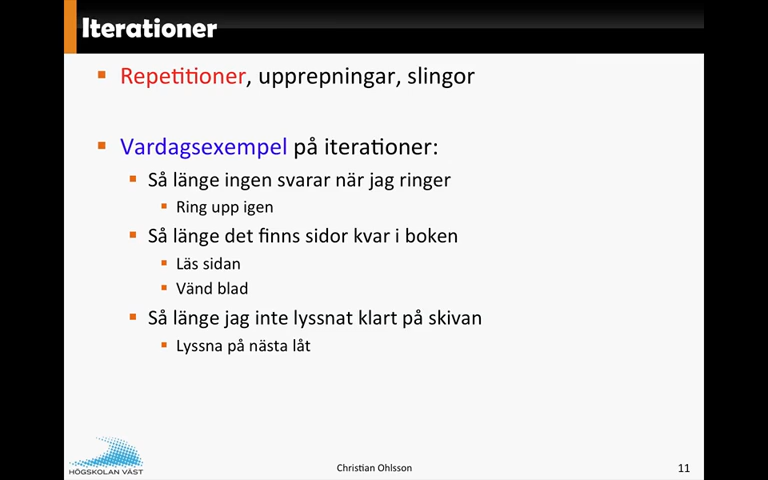 Iterationer
Repetitioner, upprepningar, slingor
Vardagsexempel på iterationer:
Så länge ingen svarar när jag ringer
Ring upp igen
Så länge det finns sidor kvar i boken
Läs sidan
Vänd blad
Så länge jag inte lyssnat klart på skivan
Lyssna på nästa låt
HÖGSKOLAN VÄST
Christian Ohlsson
11